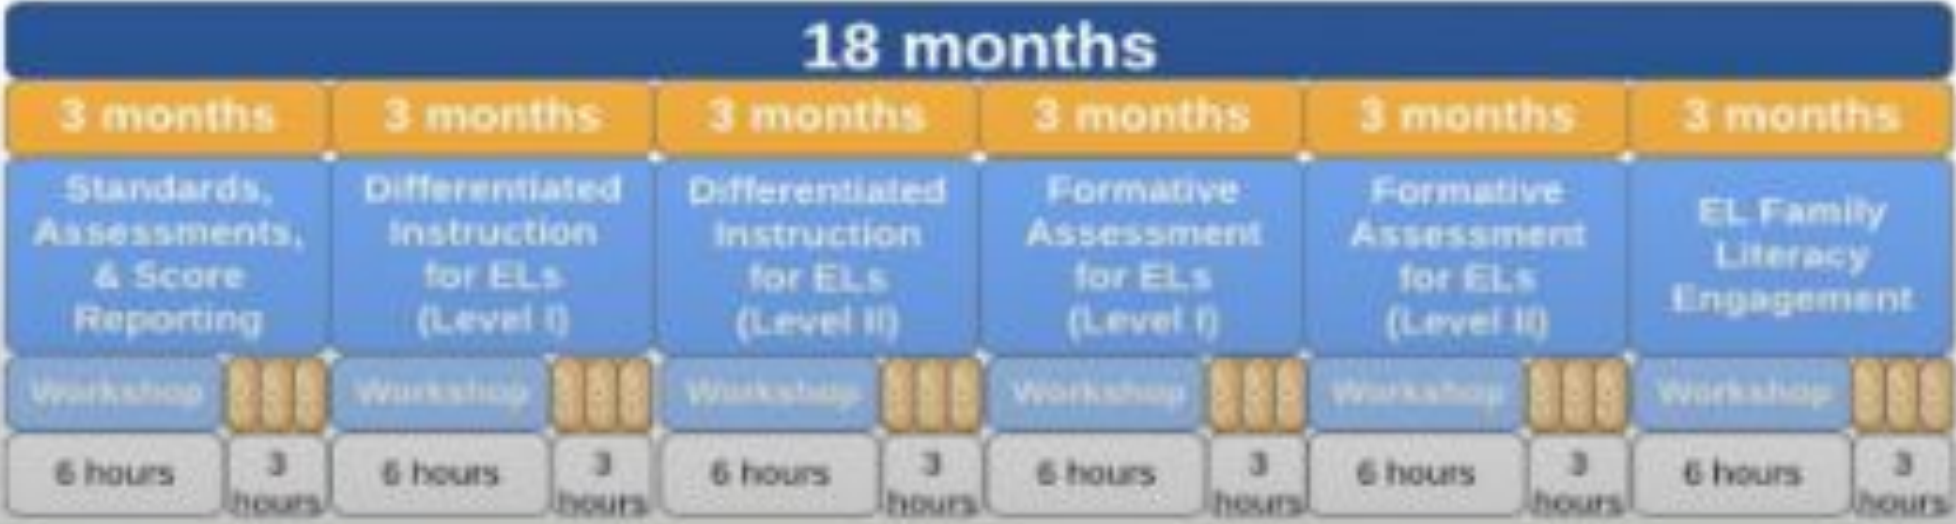 18 months
3 months 3 months 3 months 3 months 3 months 3 months
Standards,
Assessments,
& Score
Reporting
Differentiated
Instruction
for ELs
(Level I)
Differentiated
Instruction
for ELs
(Level II)
Formative
Assessment
for ELs
(Level I)
Formative
Assessment
for ELs
(Level II)
EL Family
Literacy
Engagement
Workshop Workshop Workshop Workshop Workshop Workshop
6 hours
3
hours
6 hours
3
hours
6 hours
3
hours
6 hours
3
hours
6 hours
3
hours
6 hours
3
hours